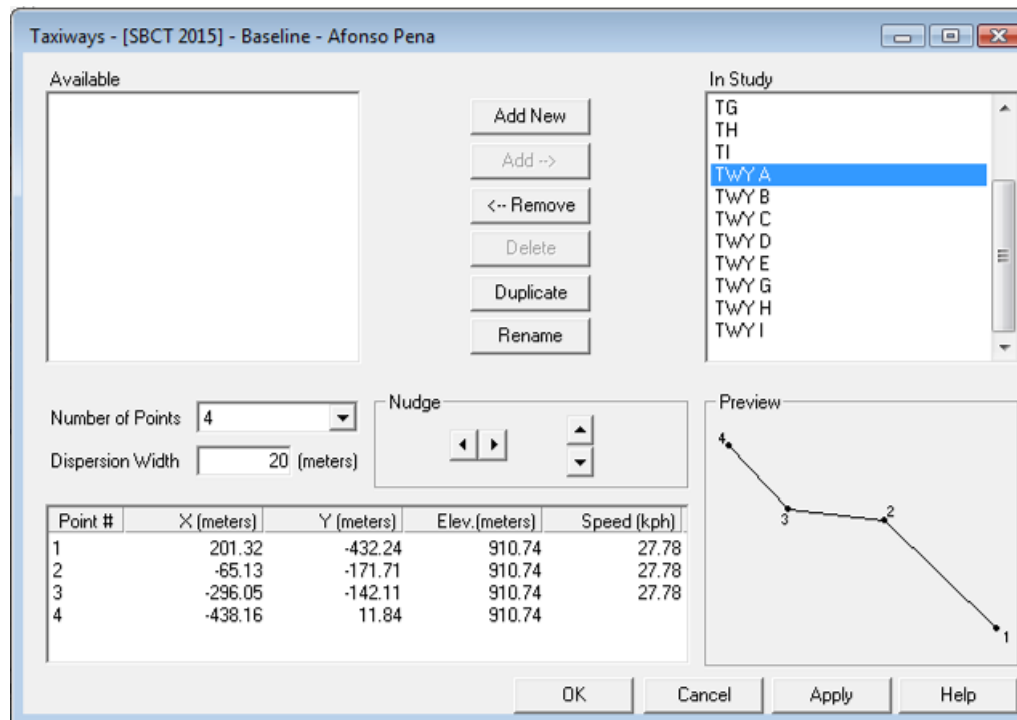 Taxiways - [SBCT 2015] - Baseline - Afonso Pena
Available
In Study
Add New
Add -->
<-- Remove
Delete
Duplicate
Rename
TG
TH
TI
TWY A
TWY B
TWY C
TWY D
TWY E
TWY G
TWY H
TWY I
Number of Points 4
Dispersion Width 20 (meters)
Nudge
Preview
4
3
2
1
Point # X (meters) Y (meters) Elev.(meters) Speed (kph)
1 201.32 -432.24 910.74 27.78
2 -65.13 -171.71 910.74 27.78
3 -296.05 -142.11 910.74 27.78
4 -438.16 11.84 910.74
OK Cancel Apply Help